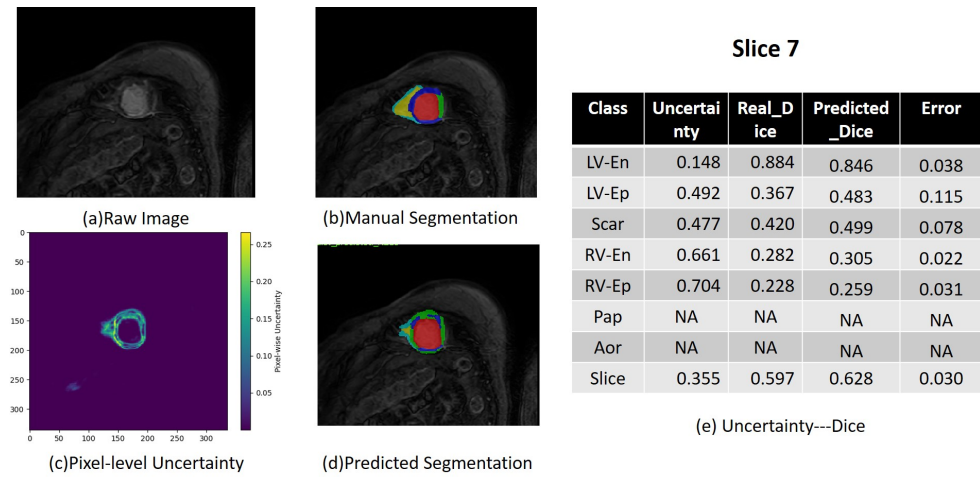 Slice 7
(a)Raw Image
(b)Manual Segmentation
Class Uncertai nty Real_D ice Predicted _Dice Error
LV-En 0.148 0.884 0.846 0.038
LV-Ep 0.492 0.367 0.483 0.115
Scar 0.477 0.420 0.499 0.078
RV-En 0.661 0.282 0.305 0.022
RV-Ep 0.704 0.228 0.259 0.031
Pap NA NA NA NA
Aor NA NA NA NA
Slice 0.355 0.597 0.628 0.030
(e) Uncertainty---Dice
0
50
100
150
200
250
300
0 50 100 150 200 250 300
0.25
0.20
0.15
0.10
0.05
Pixel-wise Uncertainty
(c)Pixel-level Uncertainty
(d)Predicted Segmentation